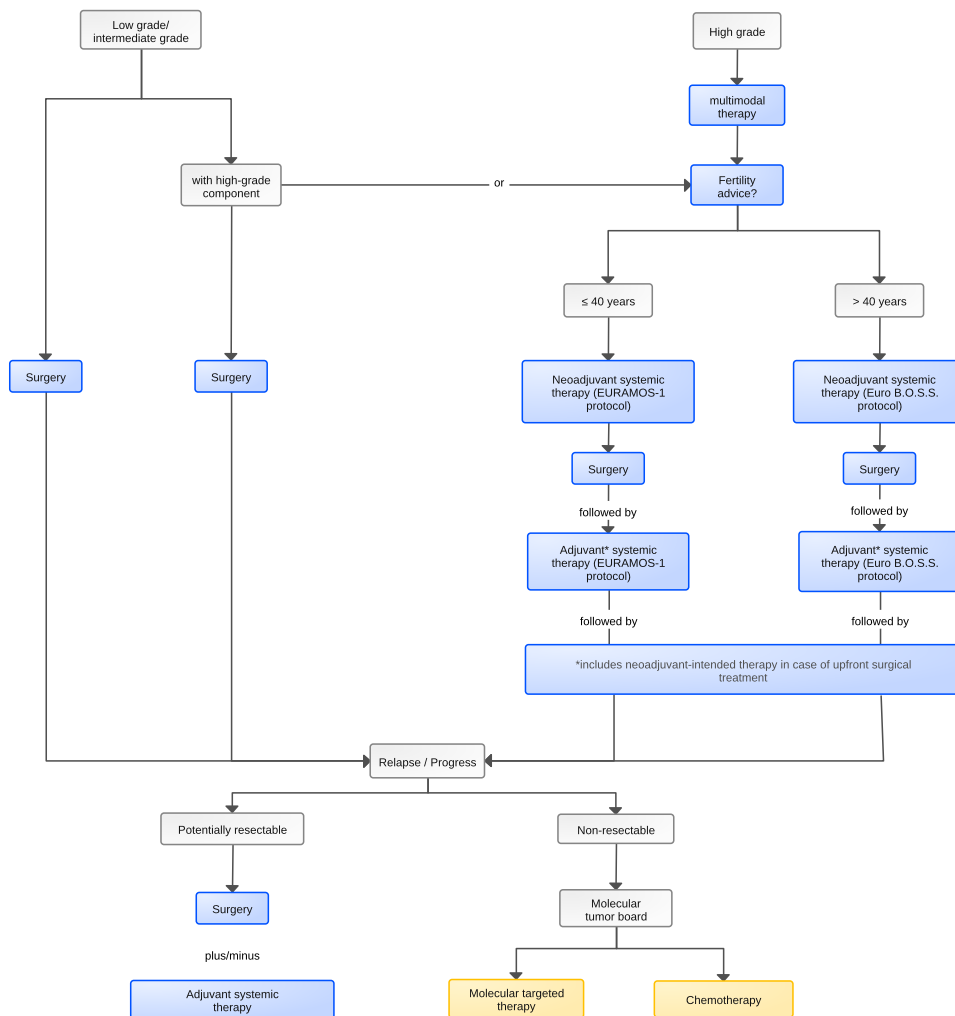 Low grade/
intermediate grade
High grade
multimodal
therapy
with high-grade
component
or
Fertility
advice?
≤ 40 years
> 40 years
Surgery
Surgery
Neoadjuvant systemic
therapy (EURAMOS-1
protocol)
Neoadjuvant systemic
therapy (Euro B.O.S.S.
protocol)
Surgery
Surgery
followed by
followed by
Adjuvant* systemic
therapy (EURAMOS-1
protocol)
Adjuvant* systemic
therapy (Euro B.O.S.S.
protocol)
followed by
followed by
*includes neoadjuvant-intended therapy in case of upfront surgical
treatment
Relapse / Progress
Potentially resectable
Non-resectable
Surgery
Molecular
tumor board
plus/minus
Adjuvant systemic
therapy
Molecular targeted
therapy
Chemotherapy